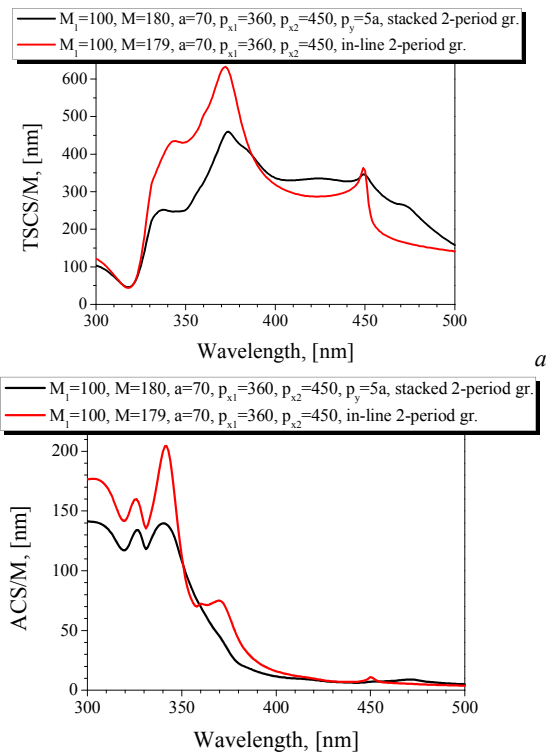 M₁=100, M=180, a=70, pₓ₁=360, pₓ₂=450, p_y=5a, stacked 2-period gr.
M₁=100, M=179, a=70, pₓ₁=360, pₓ₂=450, in-line 2-period gr.
600
500
400
300
200
100
0
TSCS/M, [nm]
300 350 400 450 500
Wavelength, [nm]
a
M₁=100, M=180, a=70, pₓ₁=360, pₓ₂=450, p_y=5a, stacked 2-period gr.
M₁=100, M=179, a=70, pₓ₁=360, pₓ₂=450, in-line 2-period gr.
200
150
100
50
0
ACS/M, [nm]
300 350 400 450 500
Wavelength, [nm]